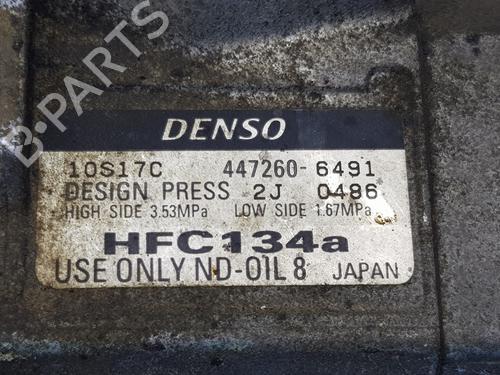 B-PARTS
DENSO
10S17C 447260-6491
DESIGN PRESS 2J 0486
HIGH SIDE 3.53MPa LOW SIDE 1.67MPa
HFC134a
USE ONLY ND-OIL 8 JAPAN